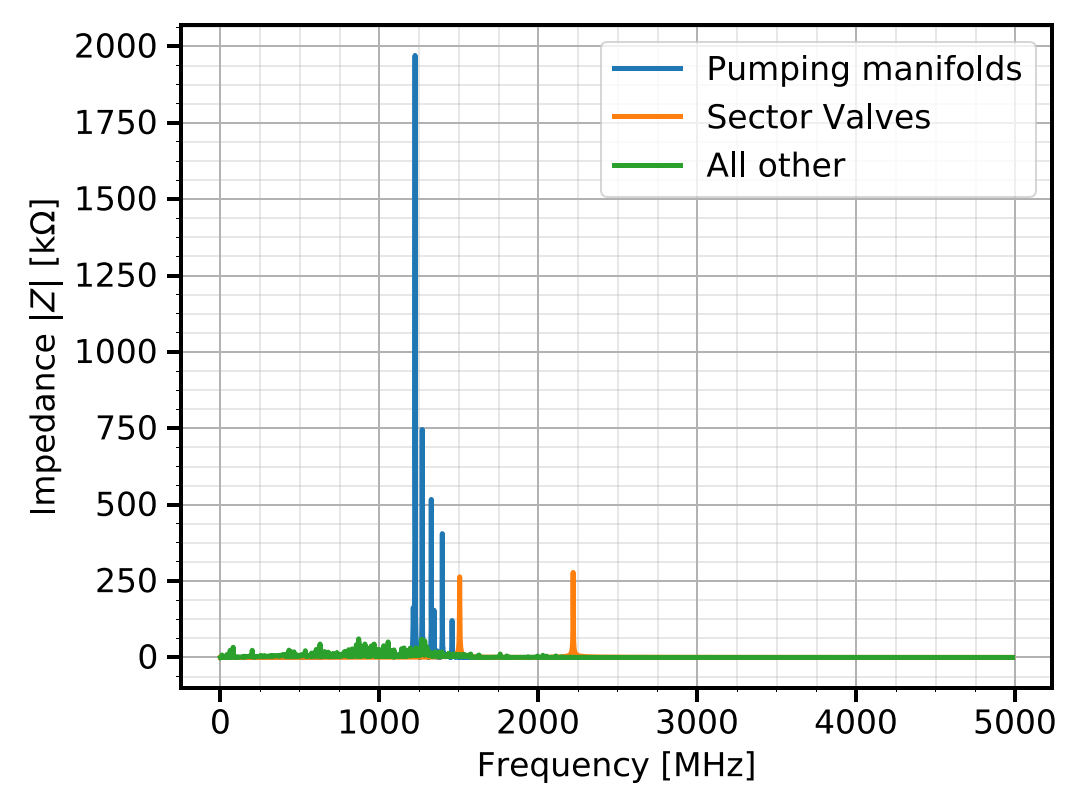 2000
1750
1500
1250
1000
750
500
250
0
Impedance |Z| [kΩ]
Pumping manifolds
Sector Valves
All other
0 1000 2000 3000 4000 5000
Frequency [MHz]